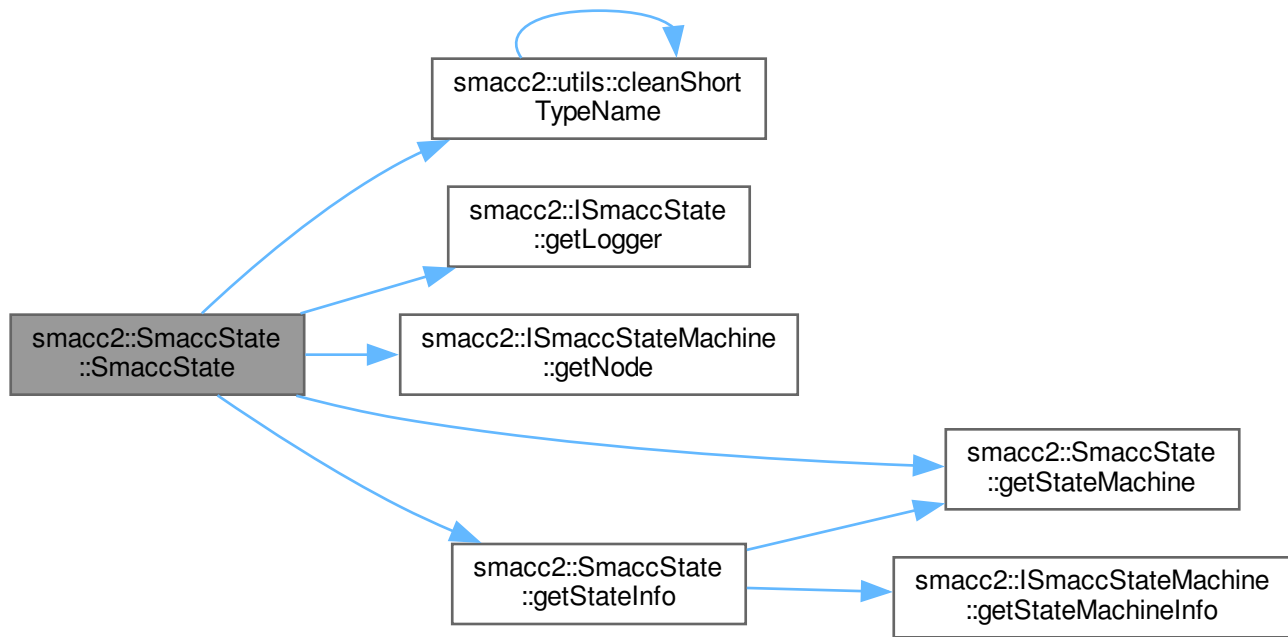 smacc2::utils::cleanShort
TypeName
smacc2::ISmaccState
::getLogger
smacc2::SmaccState
::SmaccState
smacc2::ISmaccStateMachine
::getNode
smacc2::SmaccState
::getStateMachine
smacc2::SmaccState
::getStateInfo
smacc2::ISmaccStateMachine
::getStateMachineInfo